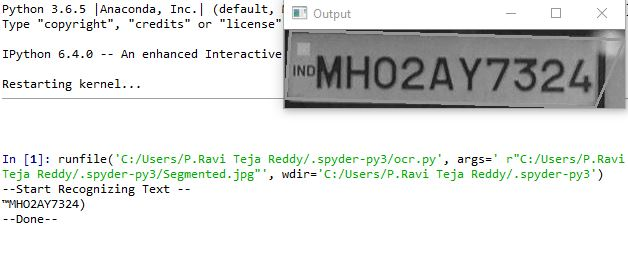 Python 3.6.5 |Anaconda, Inc.| (default,
Type "copyright", "credits" or "license"
IPython 6.4.0 -- An enhanced Interactive
Restarting kernel...
Output
IND MH02AY7324
In [1]: runfile('C:/Users/P.Ravi Teja Reddy/.spyder-py3/ocr.py', args=' r"C:/Users/P.Ravi
Teja Reddy/.spyder-py3/Segmented.jpg"', wdir='C:/Users/P.Ravi Teja Reddy/.spyder-py3')
--Start Recognizing Text --
™MH02AY7324)
--Done--